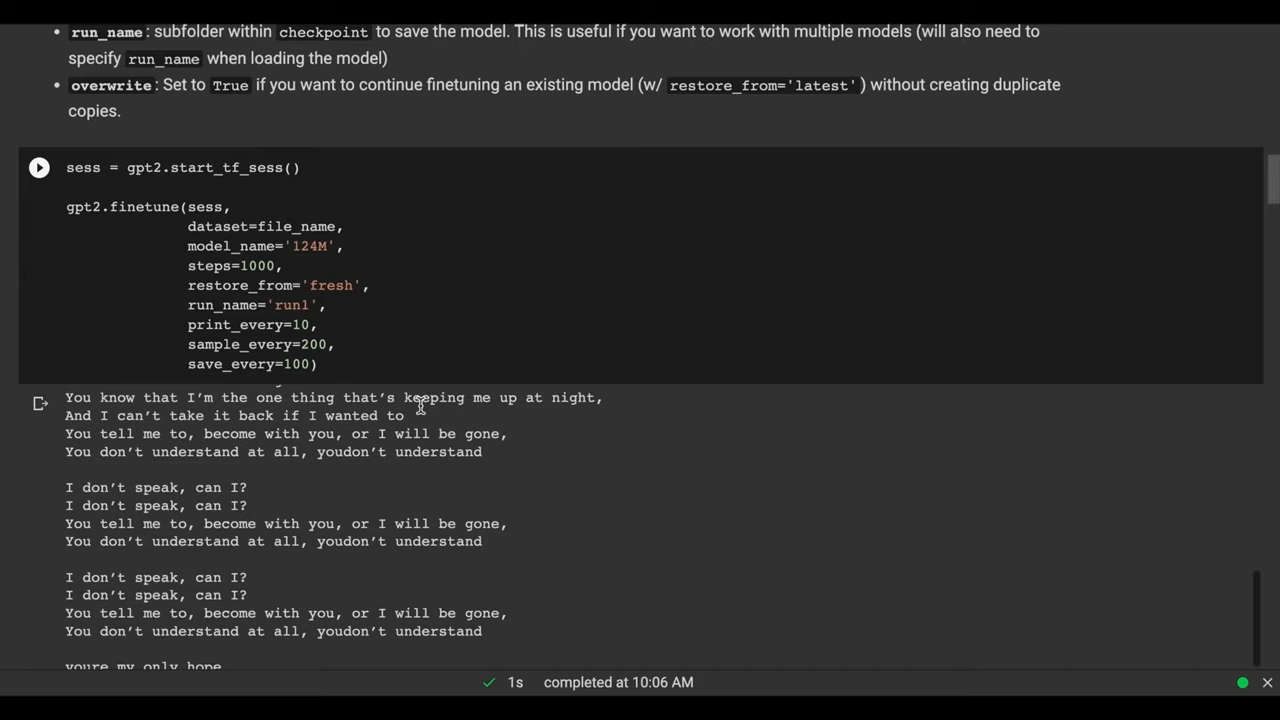 • run_name: subfolder within checkpoint to save the model. This is useful if you want to work with multiple models (will also need to
specify run_name when loading the model)
• overwrite: Set to True if you want to continue finetuning an existing model (w/ restore_from='latest') without creating duplicate
copies.
sess = gpt2.start_tf_sess()
gpt2.finetune(sess,
dataset=file_name,
model_name='124M',
steps=1000,
restore_from='fresh',
run_name='run1',
print_every=10,
sample_every=200,
save_every=100)
You know that I’m the one thing that’s keeping me up at night,
And I can’t take it back if I wanted to
You tell me to, become with you, or I will be gone,
You don’t understand at all, youdon’t understand
I don’t speak, can I?
I don’t speak, can I?
You tell me to, become with you, or I will be gone,
You don’t understand at all, youdon’t understand
I don’t speak, can I?
I don’t speak, can I?
You tell me to, become with you, or I will be gone,
You don’t understand at all, youdon’t understand
youre my only hope
✓ 1s completed at 10:06 AM